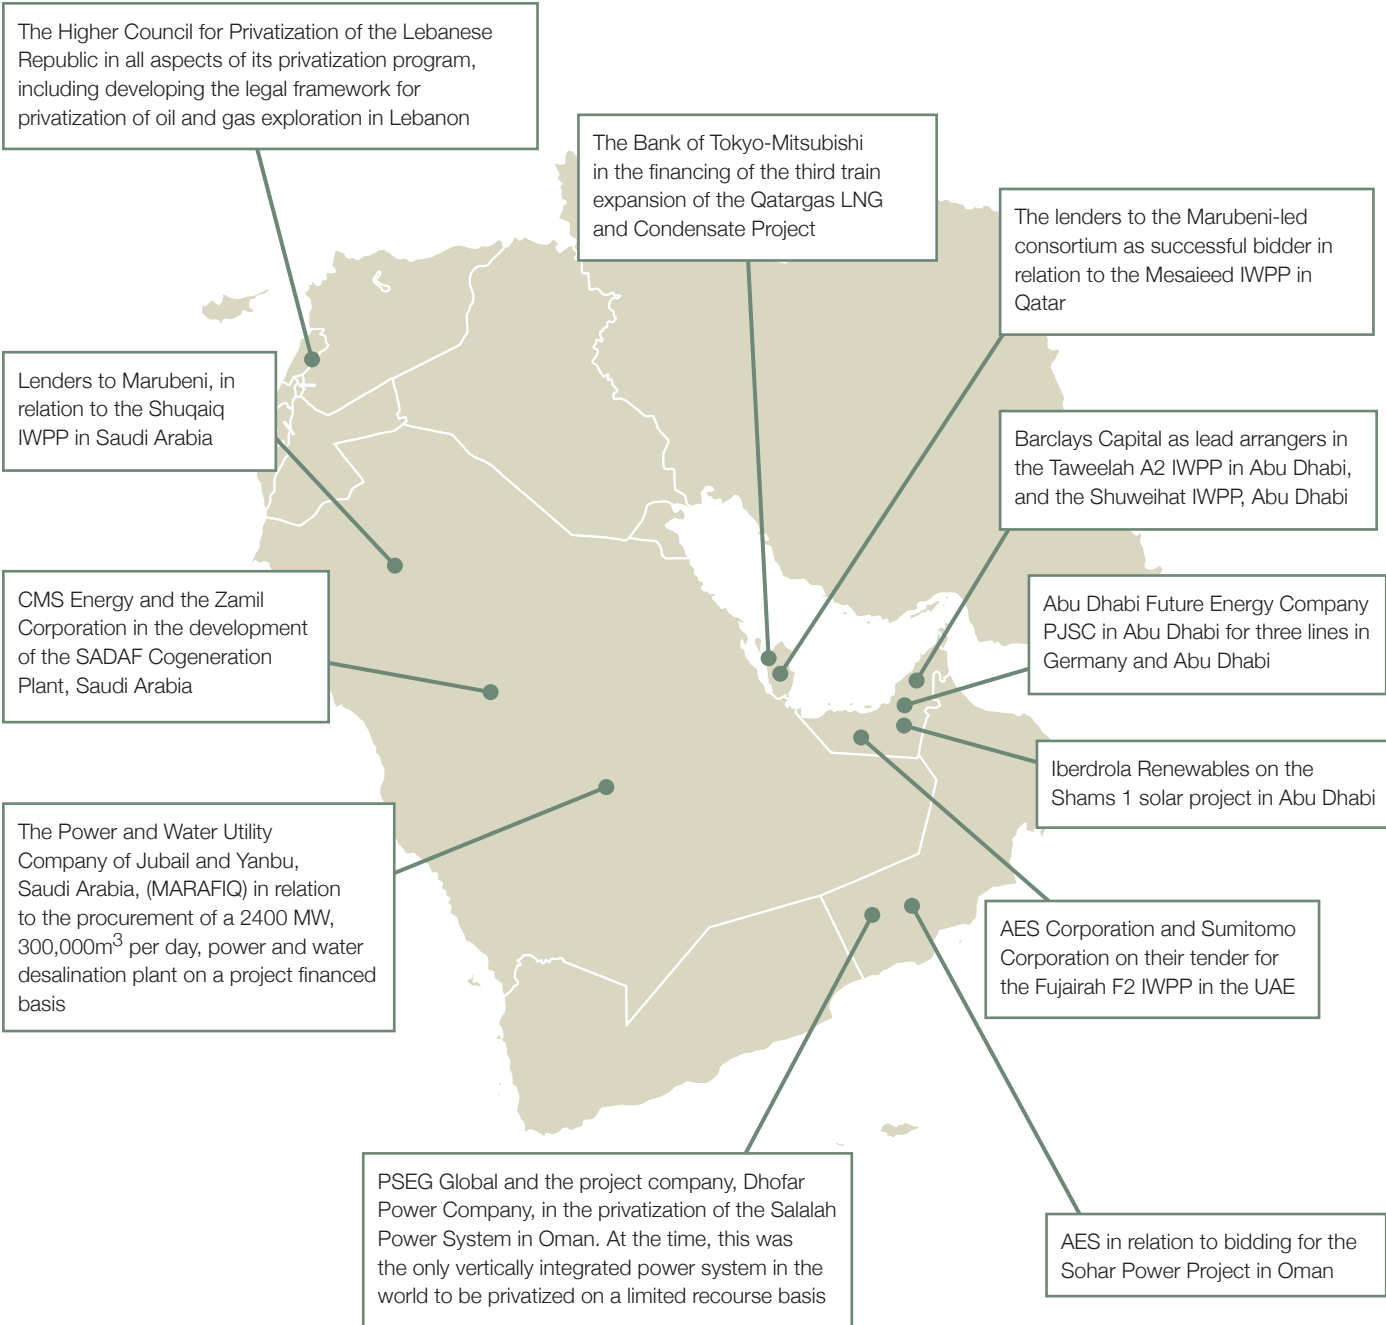 The Higher Council for Privatization of the Lebanese
Republic in all aspects of its privatization program,
including developing the legal framework for
privatization of oil and gas exploration in Lebanon
The Bank of Tokyo-Mitsubishi
in the financing of the third train
expansion of the Qatargas LNG
and Condensate Project
The lenders to the Marubeni-led
consortium as successful bidder in
relation to the Mesaieed IWPP in
Qatar
Lenders to Marubeni, in
relation to the Shuqaiq
IWPP in Saudi Arabia
Barclays Capital as lead arrangers in
the Taweelah A2 IWPP in Abu Dhabi,
and the Shuweihat IWPP, Abu Dhabi
CMS Energy and the Zamil
Corporation in the development
of the SADAF Cogeneration
Plant, Saudi Arabia
Abu Dhabi Future Energy Company
PJSC in Abu Dhabi for three lines in
Germany and Abu Dhabi
Iberdrola Renewables on the
Shams 1 solar project in Abu Dhabi
The Power and Water Utility
Company of Jubail and Yanbu,
Saudi Arabia, (MARAFIQ) in relation
to the procurement of a 2400 MW,
300,000m³ per day, power and water
desalination plant on a project financed
basis
AES Corporation and Sumitomo
Corporation on their tender for
the Fujairah F2 IWPP in the UAE
PSEG Global and the project company, Dhofar
Power Company, in the privatization of the Salalah
Power System in Oman. At the time, this was
the only vertically integrated power system in the
world to be privatized on a limited recourse basis
AES in relation to bidding for the
Sohar Power Project in Oman